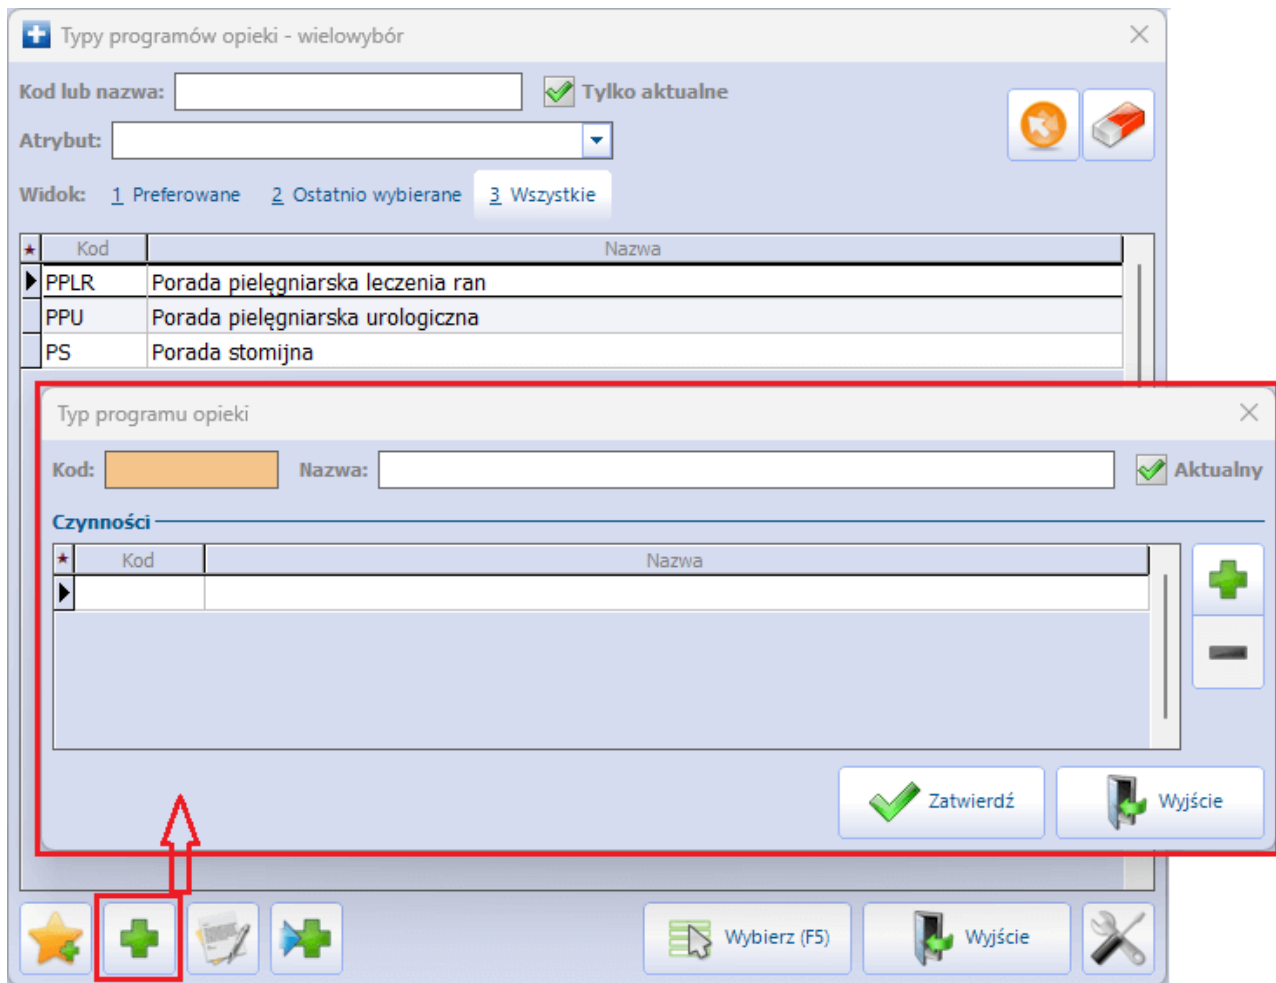 Typy programów opieki - wielowybór
Kod lub nazwa: Tylko aktualne
Atrybut:
Widok: 1 Preferowane 2 Ostatnio wybierane 3 Wszystkie
Kod Nazwa
PPLR Porada pielęgniarska leczenia ran
PPU Porada pielęgniarska urologiczna
PS Porada stomijna
Typ programu opieki
Kod: Nazwa: Aktualny
Czynności
Kod Nazwa
Zatwierdź Wyjście
Wybierz (F5) Wyjście